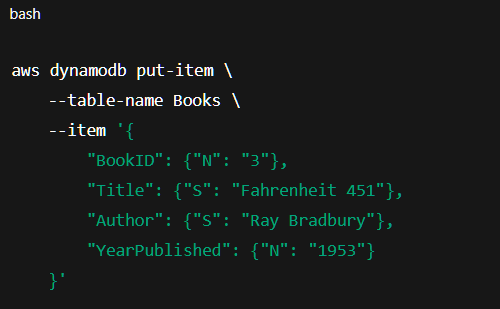 bash
aws dynamodb put-item \
    --table-name Books \
    --item '{
        "BookID": {"N": "3"},
        "Title": {"S": "Fahrenheit 451"},
        "Author": {"S": "Ray Bradbury"},
        "YearPublished": {"N": "1953"}
    }'